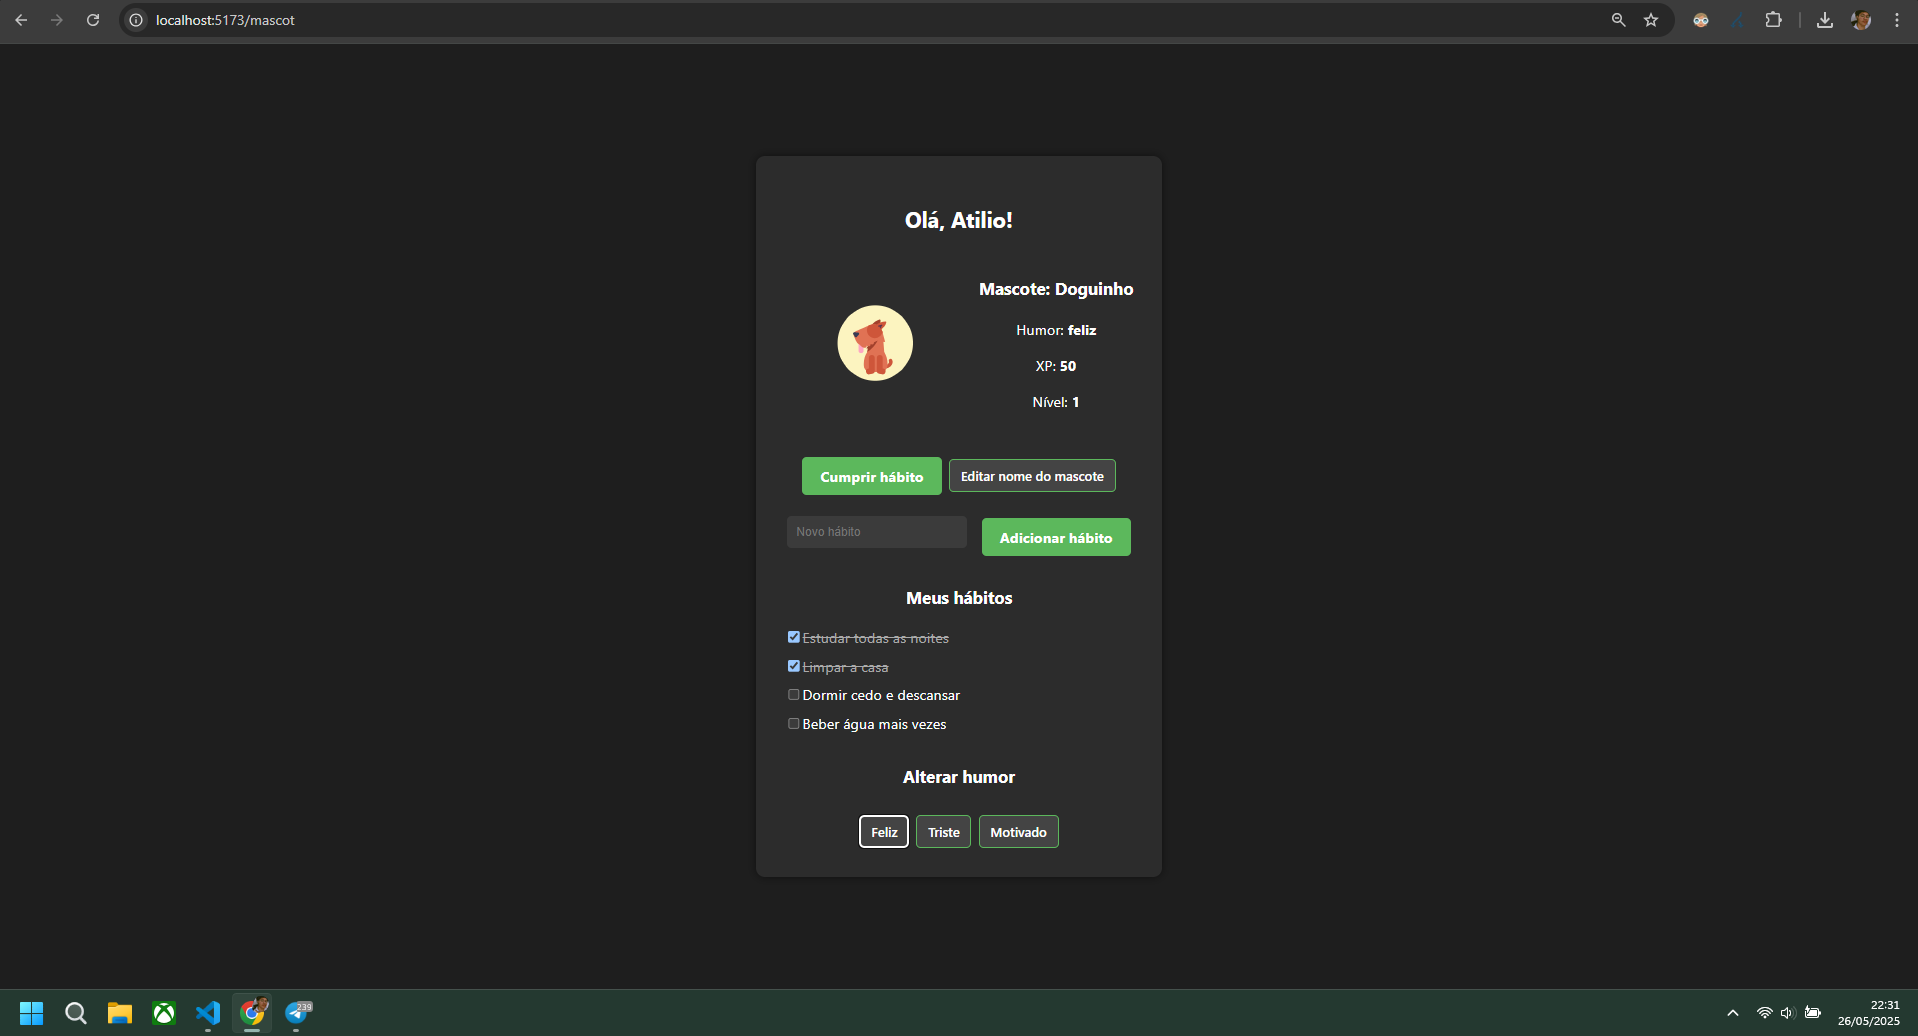 localhost:5173/mascot
Olá, Atilio!
Mascote: Doguinho
Humor: feliz
XP: 50
Nível: 1
Cumprir hábito
Editar nome do mascote
Novo hábito
Adicionar hábito
Meus hábitos
Estudar todas as noites
Limpar a casa
Dormir cedo e descansar
Beber água mais vezes
Alterar humor
Feliz
Triste
Motivado
239
22:31
26/05/2025